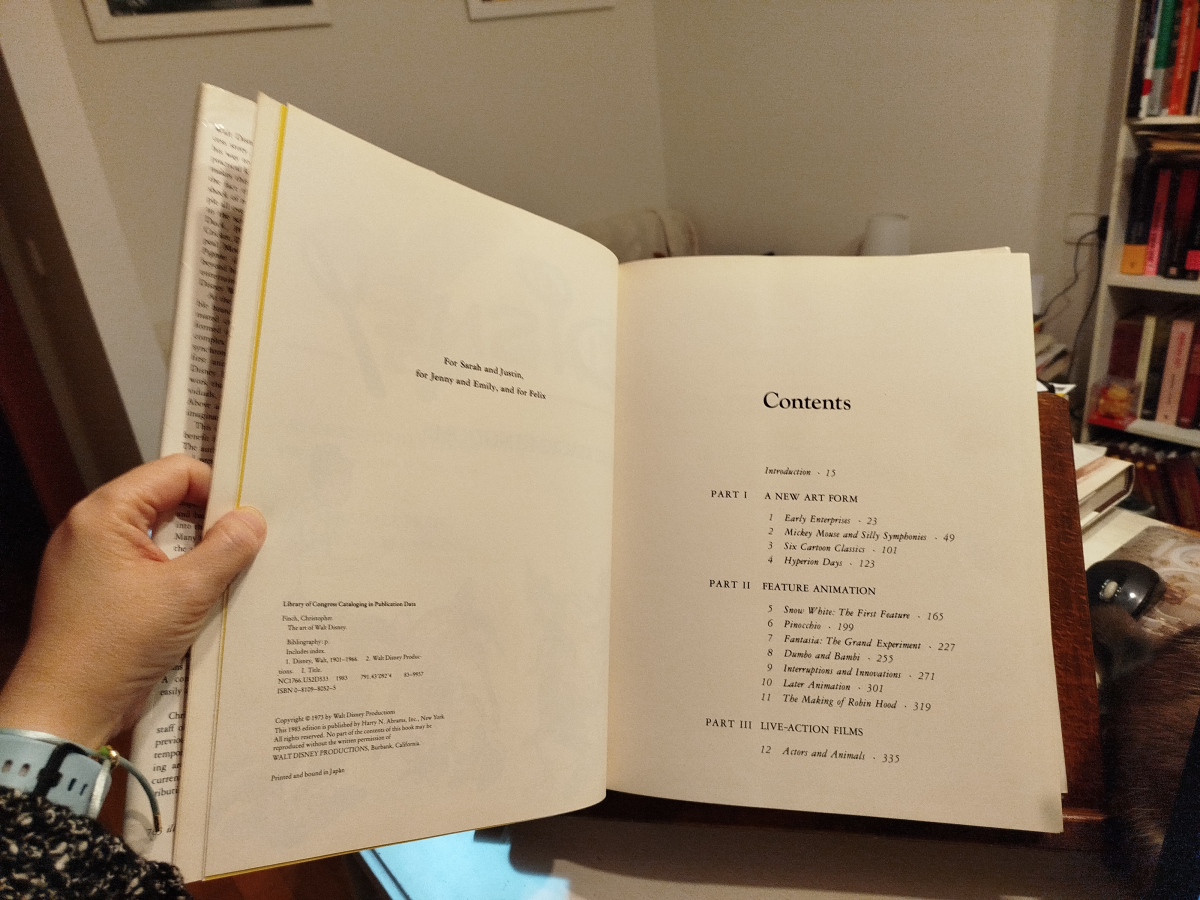 For Sarah and Justin,
for Jenny and Emily, and for Felix
Library of Congress Cataloging in Publication Data
Finch, Christopher.
The art of Walt Disney.
Bibliography: p.
Includes index.
1. Disney, Walt, 1901–1966. 2. Walt Disney Produc-
tions. I. Title.
NC1766.U52D533 1983 791.43'092'4 83-9937
ISBN 0-8109-8052-5
Copyright © 1973 by Walt Disney Productions
This 1983 edition is published by Harry N. Abrams, Inc., New York
All rights reserved. No part of the contents of this book may be
reproduced without the written permission of
WALT DISNEY PRODUCTIONS, Burbank, California.
Printed and bound in Japan
Contents
Introduction · 15
PART I A NEW ART FORM
1 Early Enterprises · 23
2 Mickey Mouse and Silly Symphonies · 49
3 Six Cartoon Classics · 101
4 Hyperion Days · 123
PART II FEATURE ANIMATION
5 Snow White: The First Feature · 165
6 Pinocchio · 199
7 Fantasia: The Grand Experiment · 227
8 Dumbo and Bambi · 255
9 Interruptions and Innovations · 271
10 Later Animation · 301
11 The Making of Robin Hood · 319
PART III LIVE-ACTION FILMS
12 Actors and Animals · 335